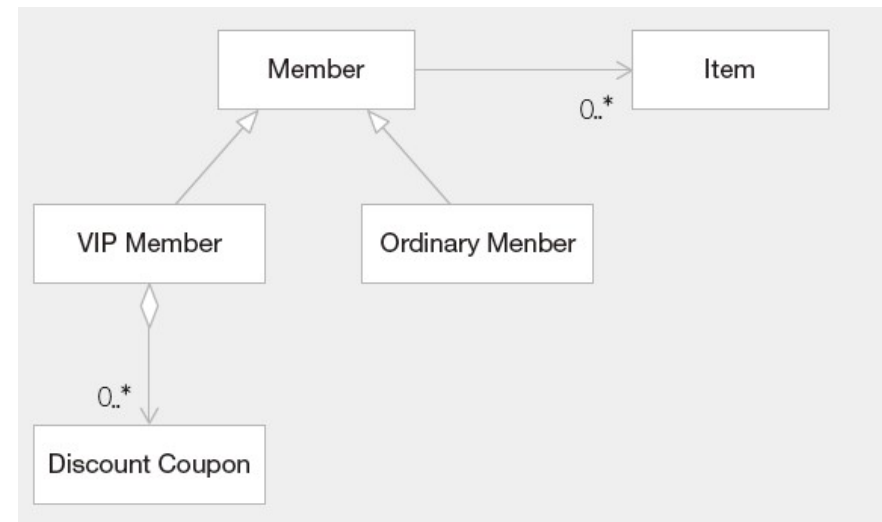 Member
Item
0..*
VIP Member
Ordinary Menber
0..*
Discount Coupon